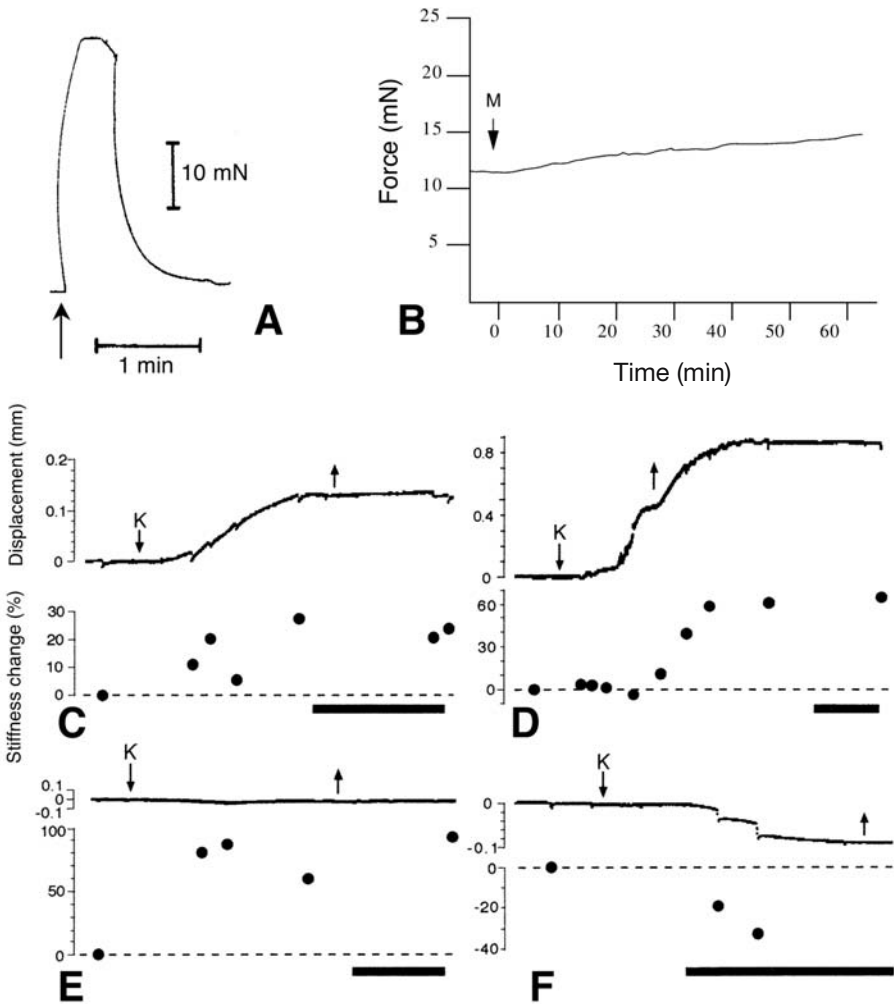 10 mN
1 min
A
Force (mN)
25
20
15
10
5
M
0 10 20 30 40 50 60
Time (min)
B
Displacement (mm)
0.2
0.1
0
K
Stiffness change (%)
30
20
10
0
C
0.8
0.4
0
K
60
30
0
D
0.1
0
-0.1
K
100
50
0
E
0
-0.1
K
0
-20
-40
F